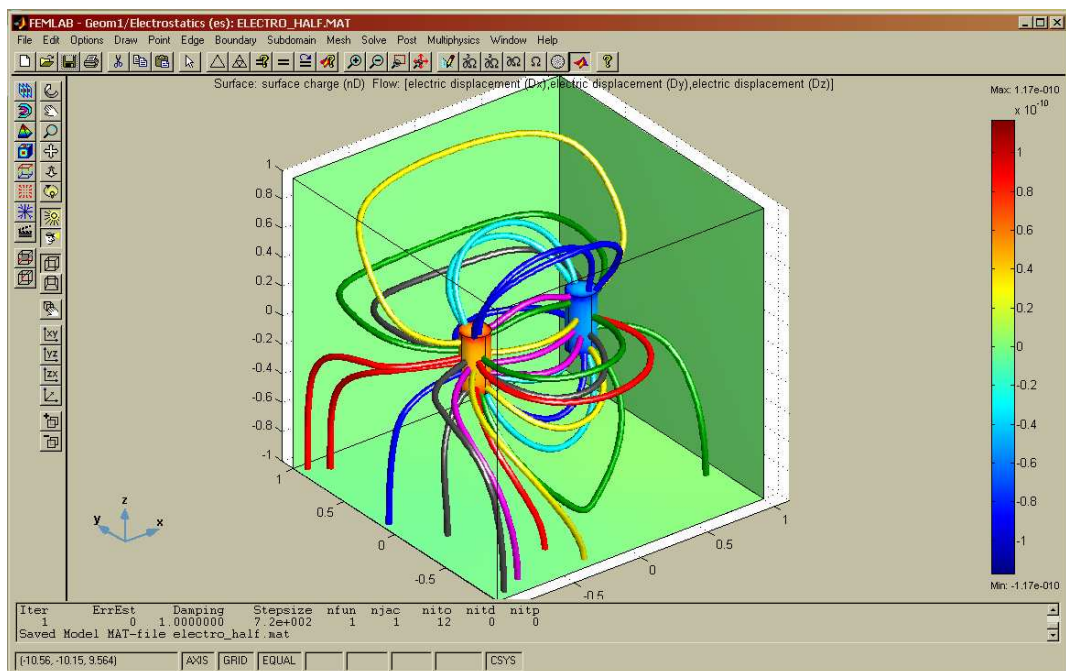 FEMLAB - Geom1/Electrostatics (es): ELECTRO_HALF.MAT
File Edit Options Draw Point Edge Boundary Subdomain Mesh Solve Post Multiphysics Window Help
Surface: surface charge (nD) Flow: [electric displacement (Dx),electric displacement (Dy),electric displacement (Dz)]
Max: 1.17e-010
x 10^-10
1
0.8
0.6
0.4
0.2
0
-0.2
-0.4
-0.6
-0.8
-1
1
0.5
0
-0.5
-0.5
0
0.5
1
1
0.8
0.6
0.4
0.2
0
-0.2
-0.4
-0.6
-0.8
-1
Min: -1.17e-010
xy
yz
zx
z
y
x
Iter ErrEst Damping Stepsize nfun njac nito nitd nitp
1 0 1.0000000 7.2e+002 1 1 12 0 0
Saved Model MAT-file electro_half.mat
(-10.56, -10.15, 9.564) AXIS GRID EQUAL CSYS